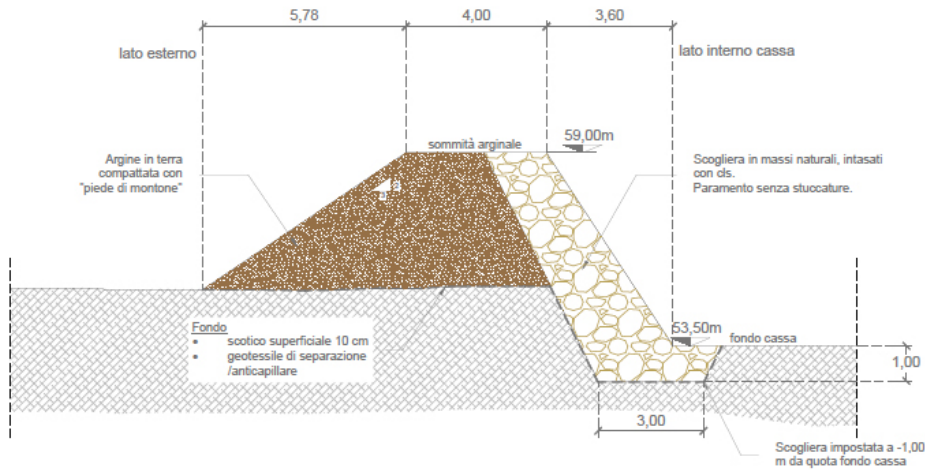 5,78
4,00
3,60
lato esterno
lato interno cassa
sommità arginale
59,00m
Argine in terra
compattata con
"piede di montone"
Scogliera in massi naturali, intasati
con cls.
Paramento senza stuccature.
Fondo
• scotico superficiale 10 cm
• geotessile di separazione
/anticapillare
53,50m
fondo cassa
1,00
3,00
Scogliera impostata a -1,00
m da quota fondo cassa